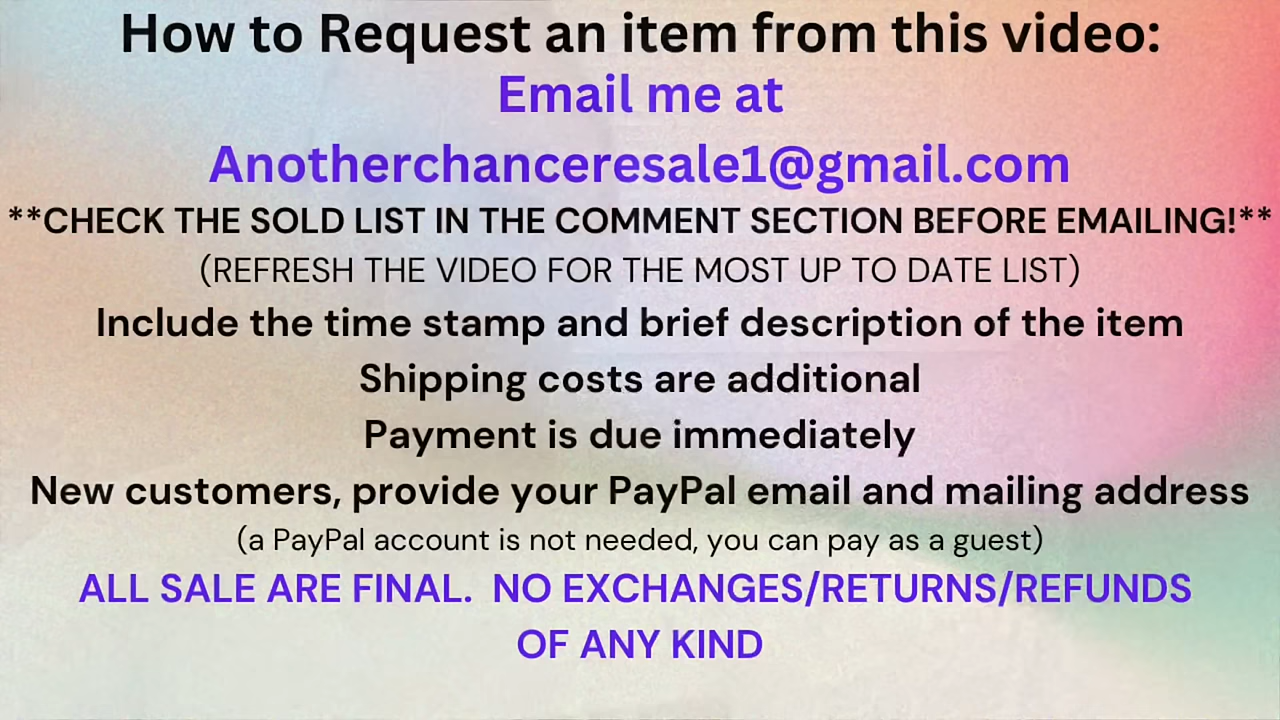 How to Request an item from this video:
Email me at
Anotherchanceresale1@gmail.com
**CHECK THE SOLD LIST IN THE COMMENT SECTION BEFORE EMAILING!**
(REFRESH THE VIDEO FOR THE MOST UP TO DATE LIST)
Include the time stamp and brief description of the item
Shipping costs are additional
Payment is due immediately
New customers, provide your PayPal email and mailing address
(a PayPal account is not needed, you can pay as a guest)
ALL SALE ARE FINAL.  NO EXCHANGES/RETURNS/REFUNDS
OF ANY KIND